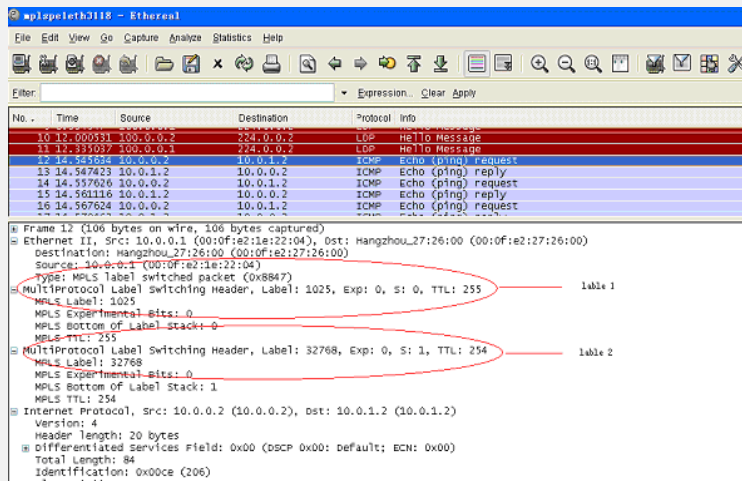 mplspeleth3118 - Ethereal
File Edit View Go Capture Analyze Statistics Help
Filter: Expression... Clear Apply
No. . Time Source Destination Protocol Info
10 12.000531 100.0.0.2 224.0.0.2 LDP Hello Message
11 12.335037 100.0.0.1 224.0.0.2 LDP Hello Message
12 14.545634 10.0.0.2 10.0.1.2 ICMP Echo (ping) request
13 14.547423 10.0.1.2 10.0.0.2 ICMP Echo (ping) reply
14 14.557626 10.0.0.2 10.0.1.2 ICMP Echo (ping) request
15 14.561116 10.0.1.2 10.0.0.2 ICMP Echo (ping) reply
16 14.567624 10.0.0.2 10.0.1.2 ICMP Echo (ping) request
Frame 12 (106 bytes on wire, 106 bytes captured)
Ethernet II, Src: 10.0.0.1 (00:0f:e2:1e:22:04), Dst: Hangzhou_27:26:00 (00:0f:e2:27:26:00)
Destination: Hangzhou_27:26:00 (00:0f:e2:27:26:00)
Source: 10.0.0.1 (00:0f:e2:1e:22:04)
Type: MPLS label switched packet (0x8847)
MultiProtocol Label Switching Header, Label: 1025, Exp: 0, S: 0, TTL: 255
lable 1
MPLS Label: 1025
MPLS Experimental Bits: 0
MPLS Bottom Of Label Stack: 0
MPLS TTL: 255
MultiProtocol Label Switching Header, Label: 32768, Exp: 0, S: 1, TTL: 254
lable 2
MPLS Label: 32768
MPLS Experimental Bits: 0
MPLS Bottom Of Label Stack: 1
MPLS TTL: 254
Internet Protocol, Src: 10.0.0.2 (10.0.0.2), Dst: 10.0.1.2 (10.0.1.2)
Version: 4
Header length: 20 bytes
Differentiated Services Field: 0x00 (DSCP 0x00: Default; ECN: 0x00)
Total Length: 84
Identification: 0x00ce (206)